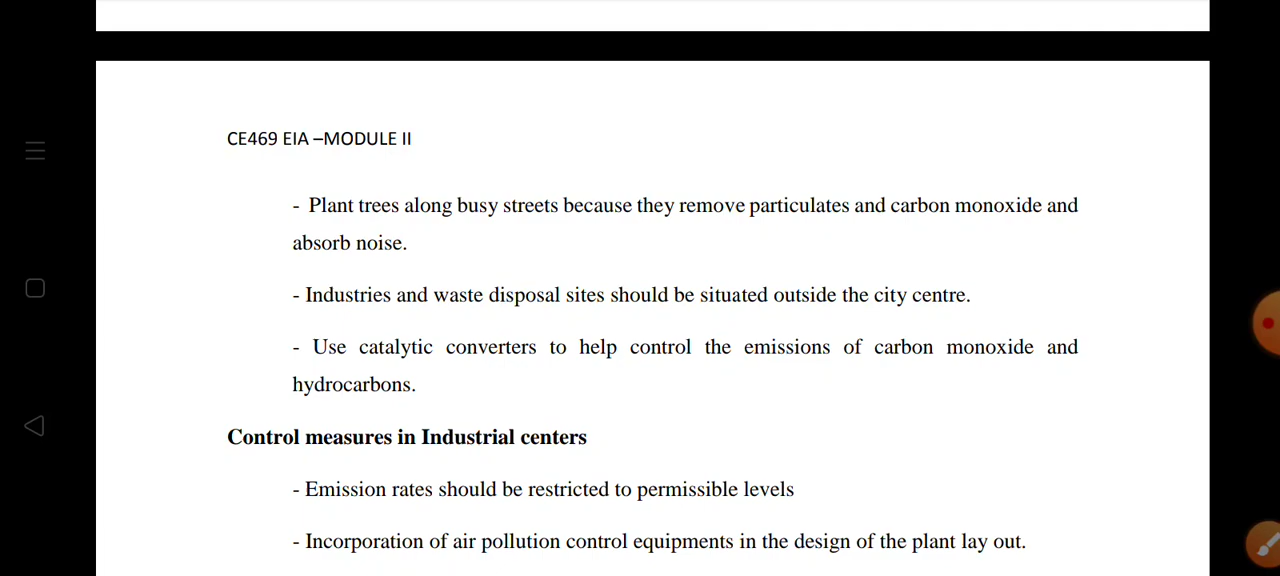 CE469 EIA –MODULE II
- Plant trees along busy streets because they remove particulates and carbon monoxide and
absorb noise.
- Industries and waste disposal sites should be situated outside the city centre.
- Use catalytic converters to help control the emissions of carbon monoxide and
hydrocarbons.
Control measures in Industrial centers
- Emission rates should be restricted to permissible levels
- Incorporation of air pollution control equipments in the design of the plant lay out.